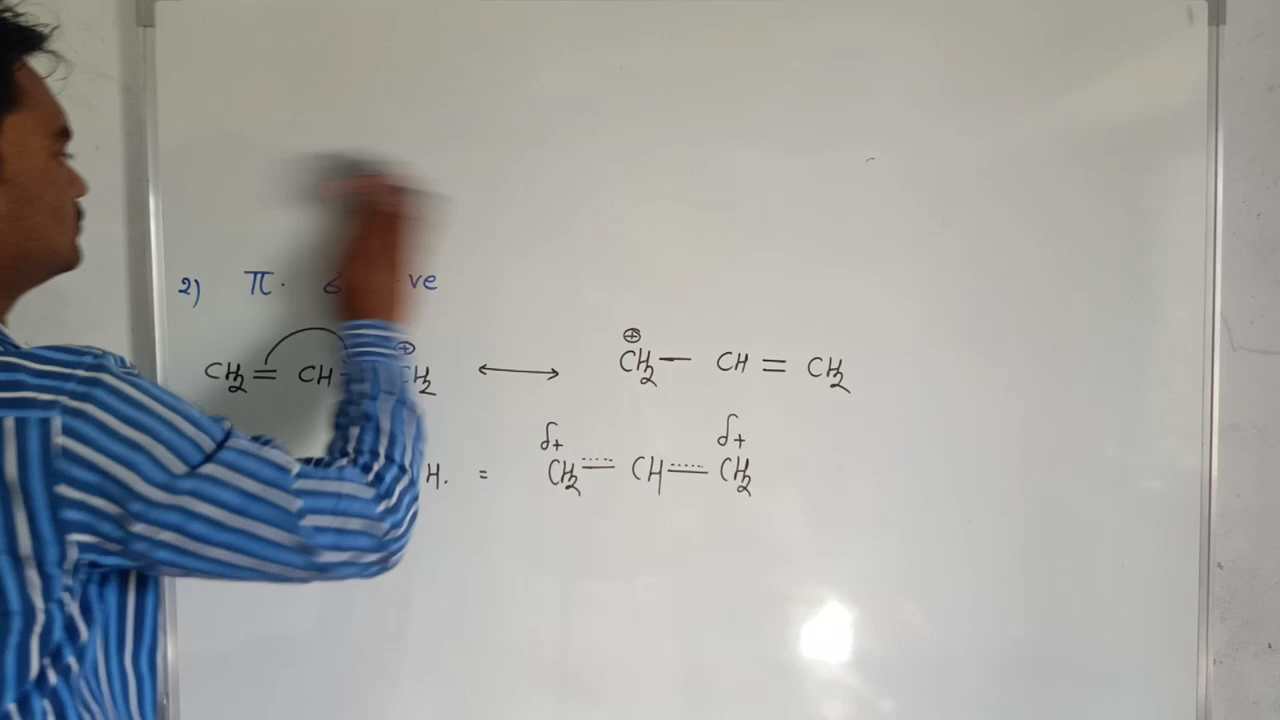 2) π. 6 ve
CH2 = CH ⊕CH2 ⟷ ⊕CH2 — CH = CH2
H. = δ+CH2 CH δ+CH2